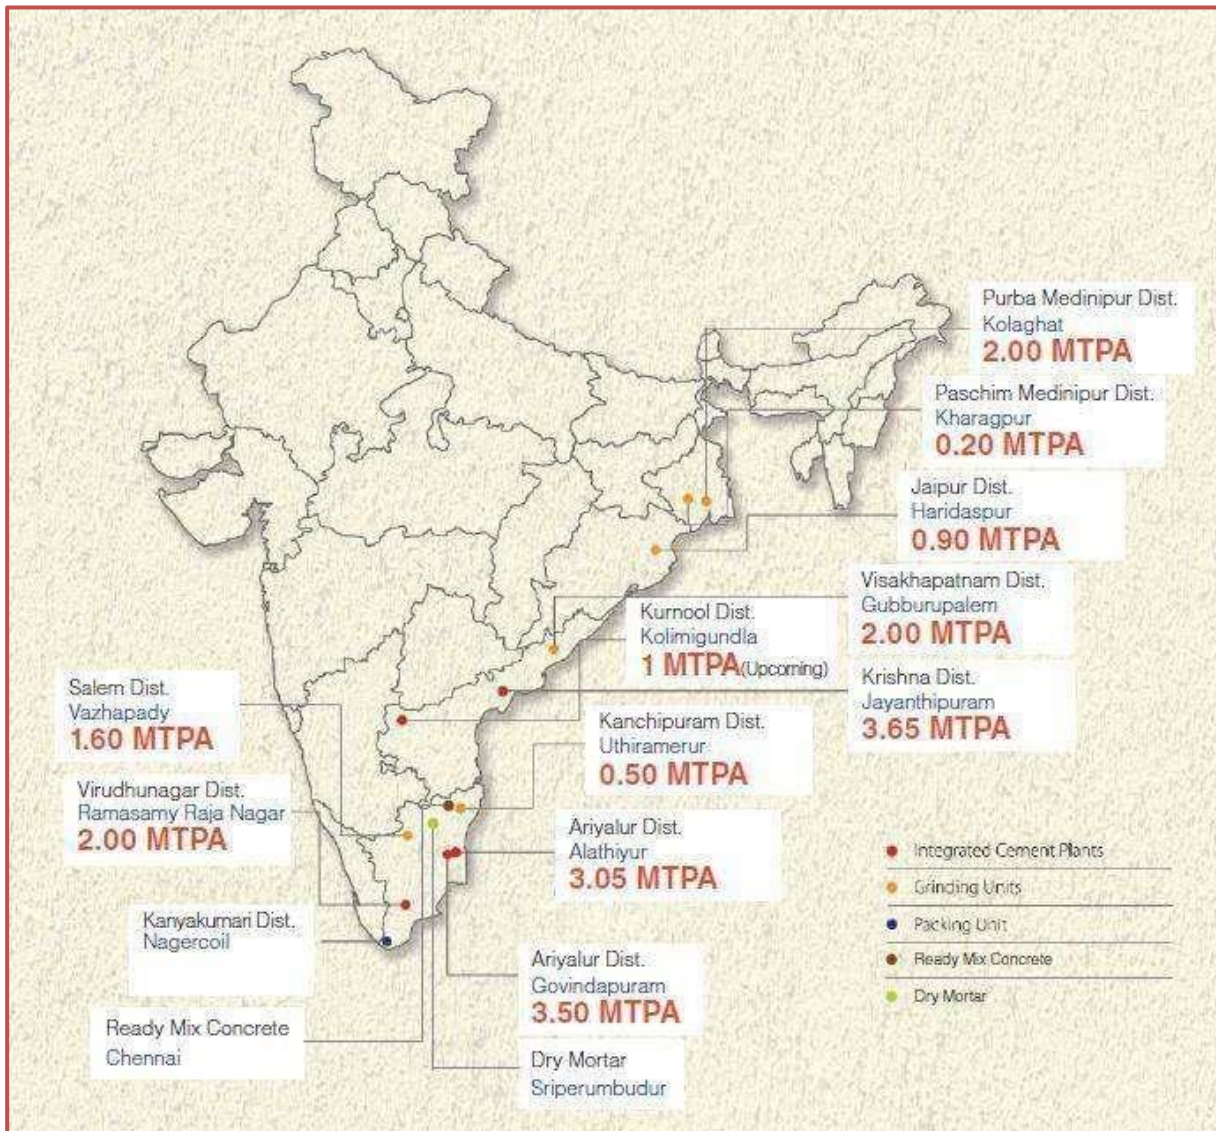 Purba Medinipur Dist.
Kolaghat
2.00 MTPA
Paschim Medinipur Dist.
Kharagpur
0.20 MTPA
Jaipur Dist.
Haridaspur
0.90 MTPA
Visakhapatnam Dist.
Gubburupalem
2.00 MTPA
Kurnool Dist.
Kolimigundla
1 MTPA(Upcoming)
Krishna Dist.
Jayanthipuram
3.65 MTPA
Salem Dist.
Vazhapady
1.60 MTPA
Kanchipuram Dist.
Uthiramerur
0.50 MTPA
Virudhunagar Dist.
Ramasamy Raja Nagar
2.00 MTPA
Ariyalur Dist.
Alathiyur
3.05 MTPA
Kanyakumari Dist.
Nagercoil
Ariyalur Dist.
Govindapuram
3.50 MTPA
Ready Mix Concrete
Chennai
Dry Mortar
Sriperumbudur
Integrated Cement Plants
Grinding Units
Packing Unit
Ready Mix Concrete
Dry Mortar